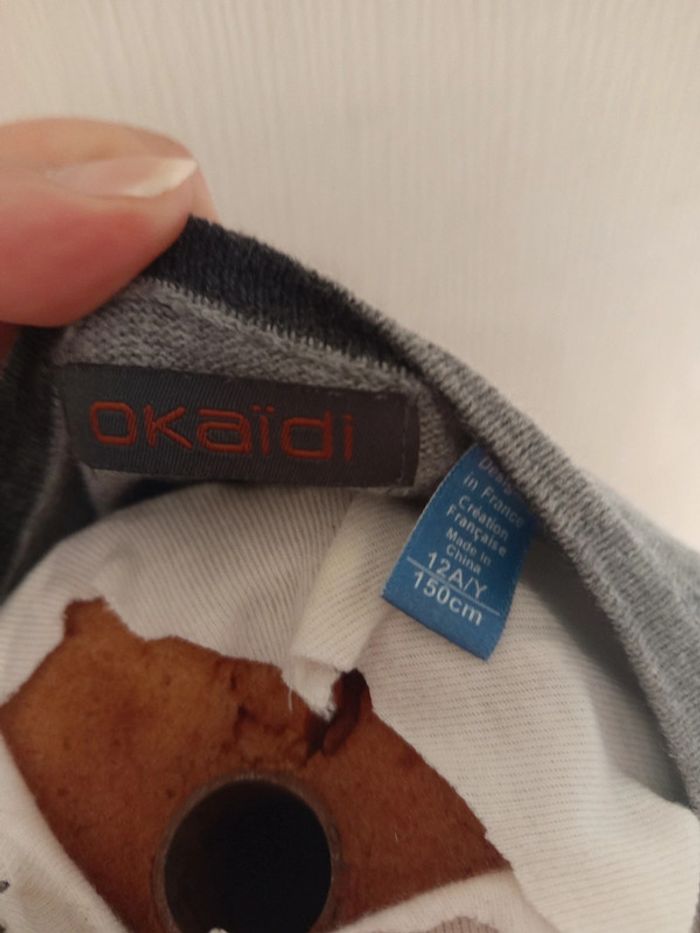 okaïdi
in France
Création
Française
Made in
China
12A/Y
150cm